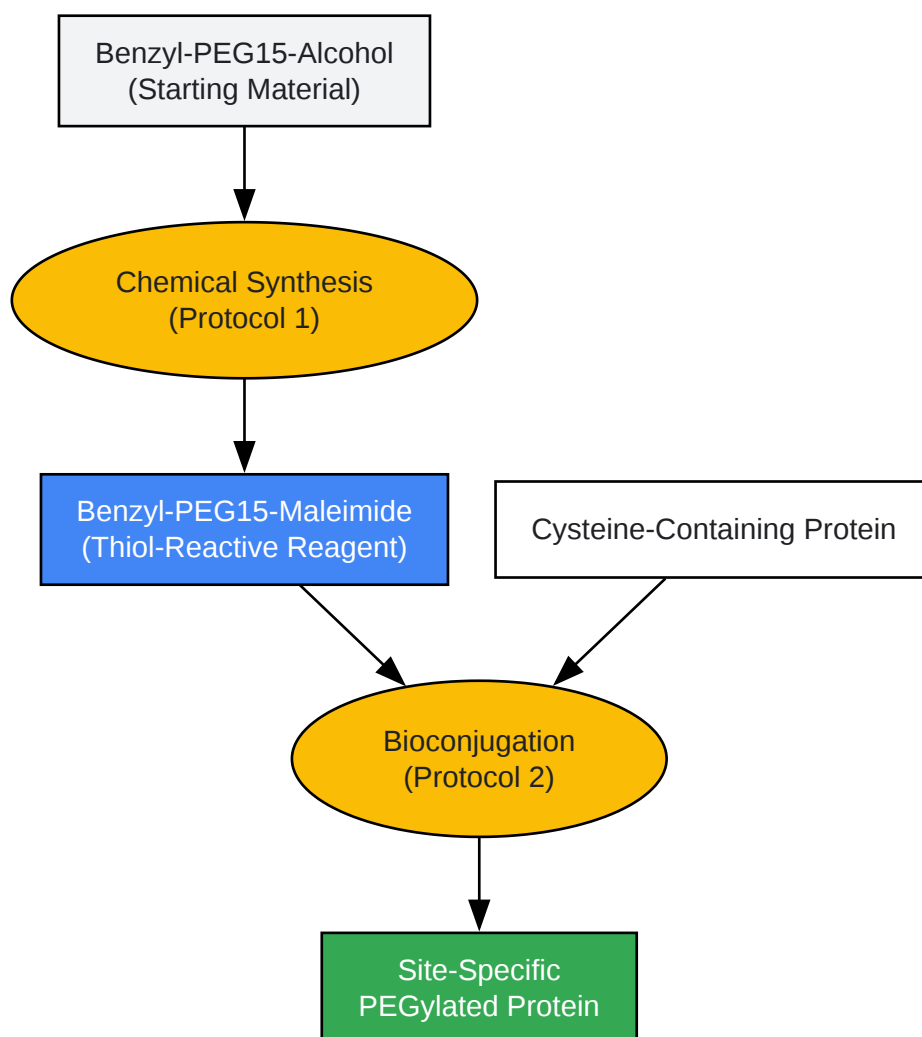 Benzyl-PEG15-Alcohol
(Starting Material)
Chemical Synthesis
(Protocol 1)
Benzyl-PEG15-Maleimide
(Thiol-Reactive Reagent)
Cysteine-Containing Protein
Bioconjugation
(Protocol 2)
Site-Specific
PEGylated Protein